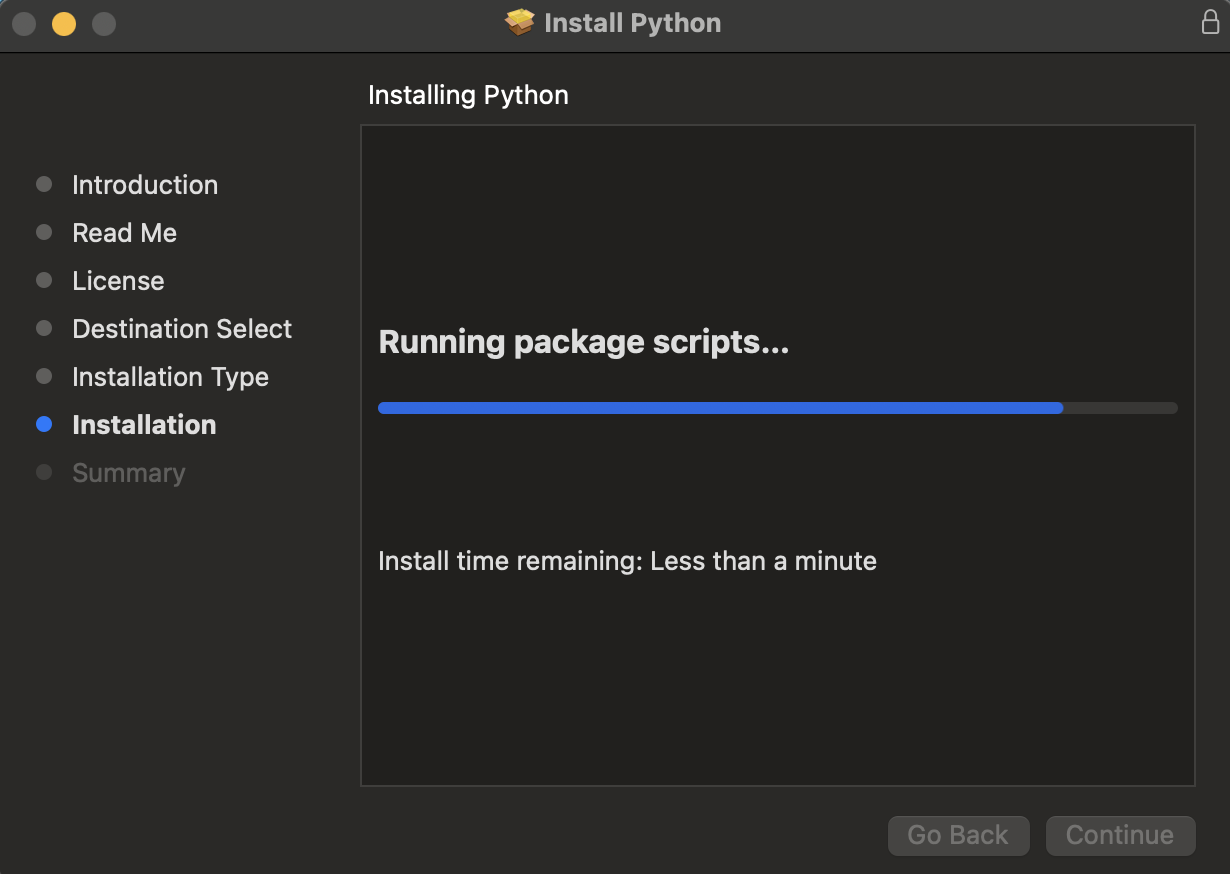 Install Python
Installing Python
Introduction
Read Me
License
Destination Select
Installation Type
Installation
Summary
Running package scripts...
Install time remaining: Less than a minute
Go Back
Continue